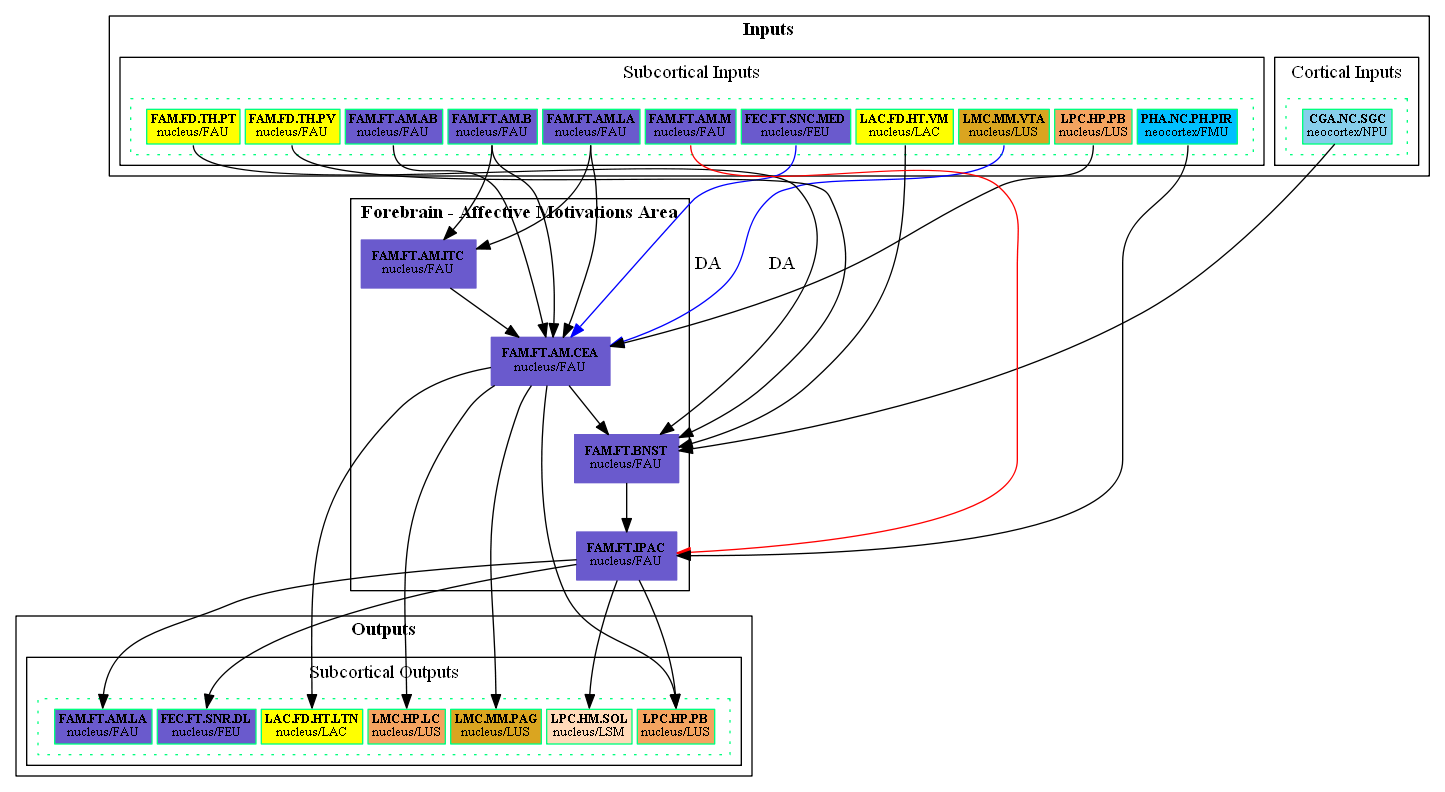 Inputs
Subcortical Inputs
Cortical Inputs
FAM.FD.TH.PT
nucleus/FAU
FAM.FD.TH.PV
nucleus/FAU
FAM.FT.AM.AB
nucleus/FAU
FAM.FT.AM.B
nucleus/FAU
FAM.FT.AM.LA
nucleus/FAU
FAM.FT.AM.M
nucleus/FAU
FEC.FT.SNC.MED
nucleus/FEU
LAC.FD.HT.VM
nucleus/LAC
LMC.MM.VTA
nucleus/LUS
LPC.HP.PB
nucleus/LUS
PHA.NC.PH.PIR
neocortex/FMU
CGA.NC.SGC
neocortex/NPU
Forebrain - Affective Motivations Area
FAM.FT.AM.ITC
nucleus/FAU
DA
DA
FAM.FT.AM.CEA
nucleus/FAU
FAM.FT.BNST
nucleus/FAU
FAM.FT.IPAC
nucleus/FAU
Outputs
Subcortical Outputs
FAM.FT.AM.LA
nucleus/FAU
FEC.FT.SNR.DL
nucleus/FEU
LAC.FD.HT.LTN
nucleus/LAC
LMC.HP.LC
nucleus/LUS
LMC.MM.PAG
nucleus/LUS
LPC.HM.SOL
nucleus/LSM
LPC.HP.PB
nucleus/LUS